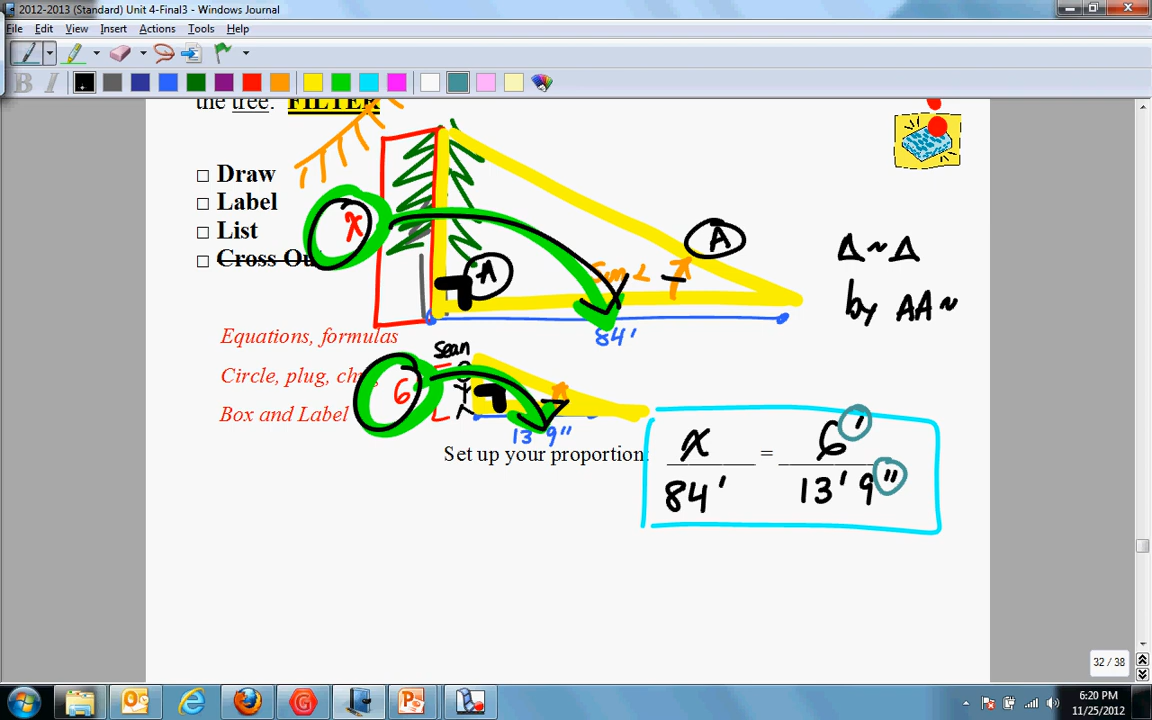 2012-2013 (Standard) Unit 4-Final3 - Windows Journal
File Edit View Insert Actions Tools Help
B I
the tree. FILTER
□ Draw
□ Label
□ List
□ Cross Out
x
A
A
Sim
84'
Δ ~ Δ
by AA~
Equations, formulas
Circle, plug, chug
Box and Label
Sean
6
13' 9"
Set up your proportion:
x / 84' = 6' / 13' 9"
32 / 38
6:20 PM
11/25/2012